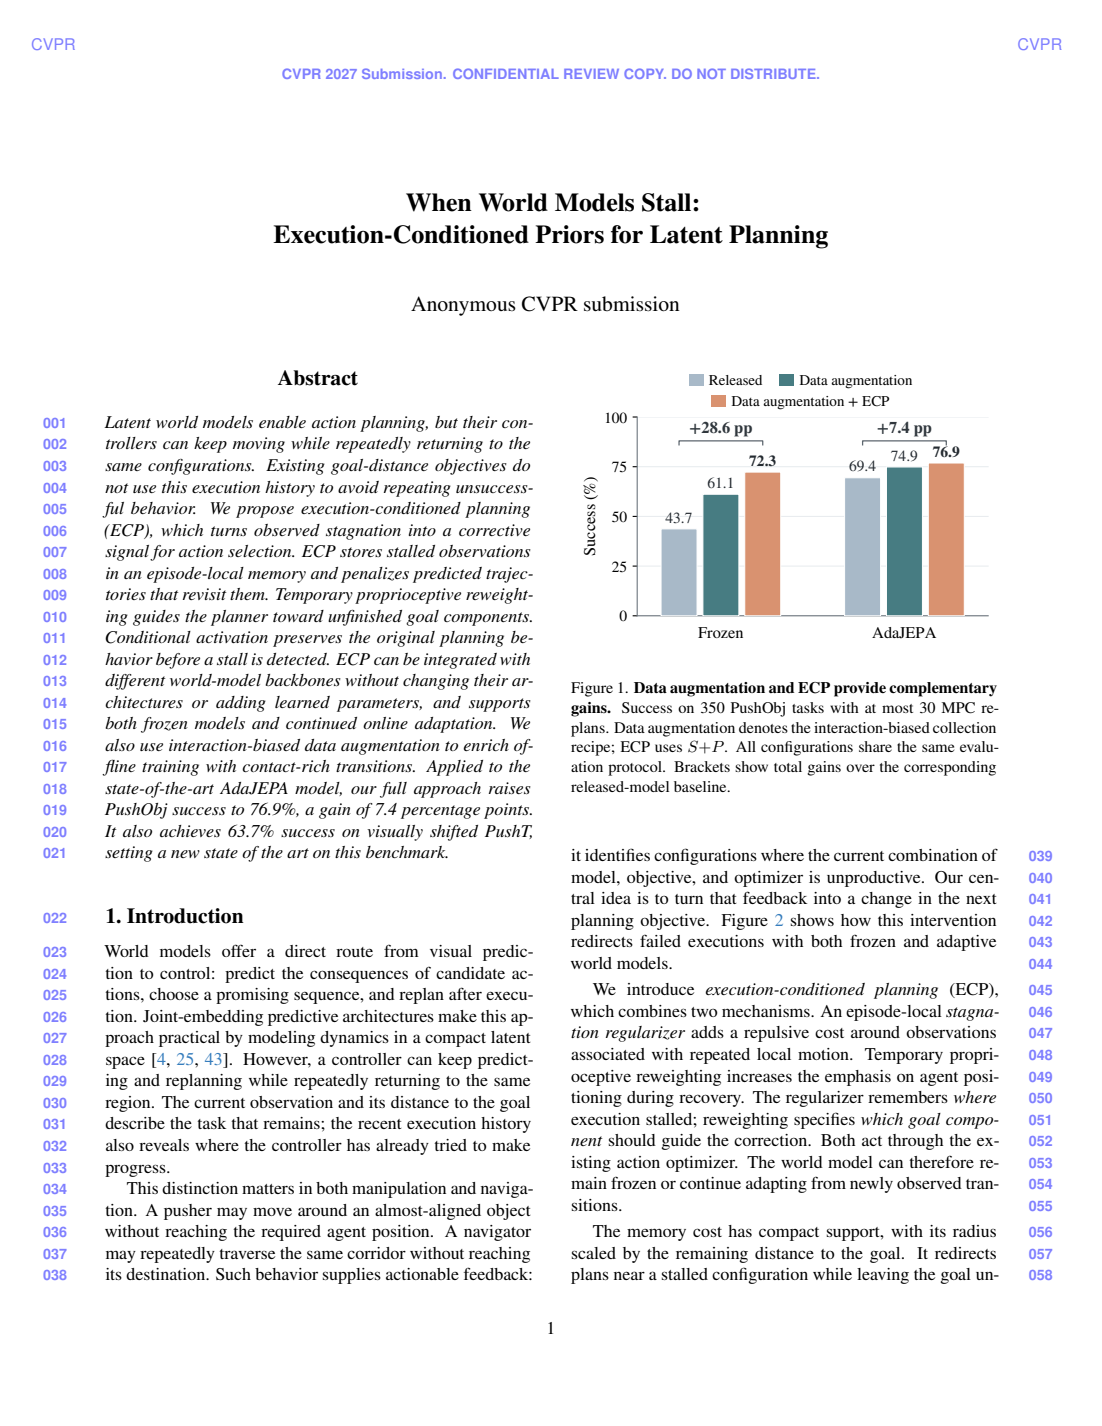 CVPR
CVPR
CVPR 2027 Submission. CONFIDENTIAL REVIEW COPY. DO NOT DISTRIBUTE.
When World Models Stall:
Execution-Conditioned Priors for Latent Planning
Anonymous CVPR submission
Abstract
001 Latent world models enable action planning, but their con-
002 trollers can keep moving while repeatedly returning to the
003 same configurations. Existing goal-distance objectives do
004 not use this execution history to avoid repeating unsuccess-
005 ful behavior. We propose execution-conditioned planning
006 (ECP), which turns observed stagnation into a corrective
007 signal for action selection. ECP stores stalled observations
008 in an episode-local memory and penalizes predicted trajec-
009 tories that revisit them. Temporary proprioceptive reweight-
010 ing guides the planner toward unfinished goal components.
011 Conditional activation preserves the original planning be-
012 havior before a stall is detected. ECP can be integrated with
013 different world-model backbones without changing their ar-
014 chitectures or adding learned parameters, and supports
015 both frozen models and continued online adaptation. We
016 also use interaction-biased data augmentation to enrich of-
017 fline training with contact-rich transitions. Applied to the
018 state-of-the-art AdaJEPA model, our full approach raises
019 PushObj success to 76.9%, a gain of 7.4 percentage points.
020 It also achieves 63.7% success on visually shifted PushT,
021 setting a new state of the art on this benchmark.
022 1. Introduction
023 World models offer a direct route from visual predic-
024 tion to control: predict the consequences of candidate ac-
025 tions, choose a promising sequence, and replan after execu-
026 tion. Joint-embedding predictive architectures make this ap-
027 proach practical by modeling dynamics in a compact latent
028 space [4, 25, 43]. However, a controller can keep predict-
029 ing and replanning while repeatedly returning to the same
030 region. The current observation and its distance to the goal
031 describe the task that remains; the recent execution history
032 also reveals where the controller has already tried to make
033 progress.
034 This distinction matters in both manipulation and naviga-
035 tion. A pusher may move around an almost-aligned object
036 without reaching the required agent position. A navigator
037 may repeatedly traverse the same corridor without reaching
038 its destination. Such behavior supplies actionable feedback:
Released
Data augmentation
Data augmentation + ECP
Success (%)
100
75
50
25
0
+28.6 pp
43.7
61.1
72.3
Frozen
+7.4 pp
69.4
74.9
76.9
AdaJEPA
Figure 1. Data augmentation and ECP provide complementary
gains. Success on 350 PushObj tasks with at most 30 MPC re-
plans. Data augmentation denotes the interaction-biased collection
recipe; ECP uses S+P. All configurations share the same evalu-
ation protocol. Brackets show total gains over the corresponding
released-model baseline.
it identifies configurations where the current combination of 039
model, objective, and optimizer is unproductive. Our cen- 040
tral idea is to turn that feedback into a change in the next 041
planning objective. Figure 2 shows how this intervention 042
redirects failed executions with both frozen and adaptive 043
world models. 044
We introduce execution-conditioned planning (ECP), 045
which combines two mechanisms. An episode-local stagna- 046
tion regularizer adds a repulsive cost around observations 047
associated with repeated local motion. Temporary propri- 048
oceptive reweighting increases the emphasis on agent posi- 049
tioning during recovery. The regularizer remembers where 050
execution stalled; reweighting specifies which goal compo- 051
nent should guide the correction. Both act through the ex- 052
isting action optimizer. The world model can therefore re- 053
main frozen or continue adapting from newly observed tran- 054
sitions. 055
The memory cost has compact support, with its radius 056
scaled by the remaining distance to the goal. It redirects 057
plans near a stalled configuration while leaving the goal un- 058
1